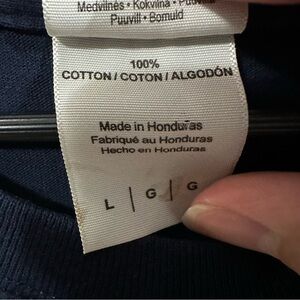 Medvilnės • Kokvilna •
Puuvill • Bomuld
100%
COTTON / COTON / ALGODÓN
Made in Honduras
Fabriqué au Honduras
Hecho en Honduras
L | G | G